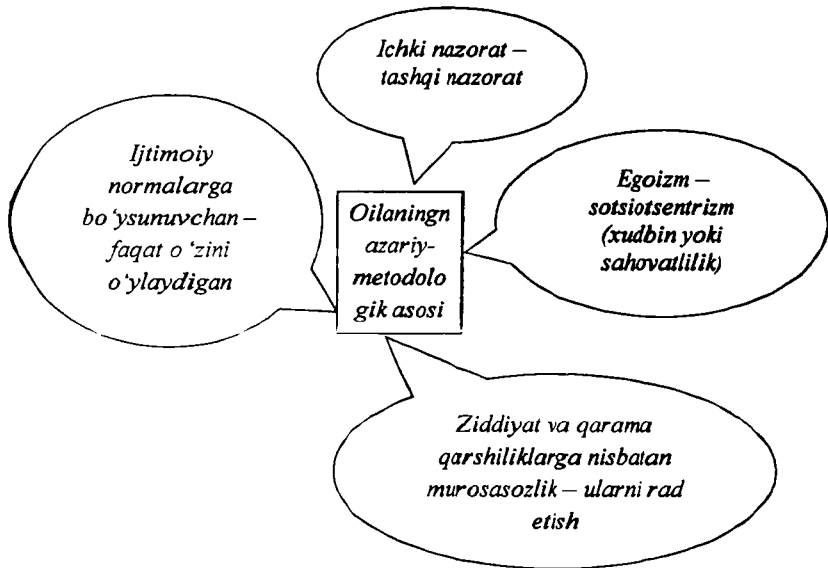 Ichki nazorat –
tashqi nazorat
Ijtimoiy
normalarga
bo‘ysunuvchan –
faqat o‘zini
o‘ylaydigan
Oilaningn
azariy-
metodolo
gik asosi
Egoizm –
sotsiotsentrizm
(xudbin yoki
sahovatlilik)
Ziddiyat va qarama
qarshiliklarga nisbatan
murosasozlik – ularni rad
etish